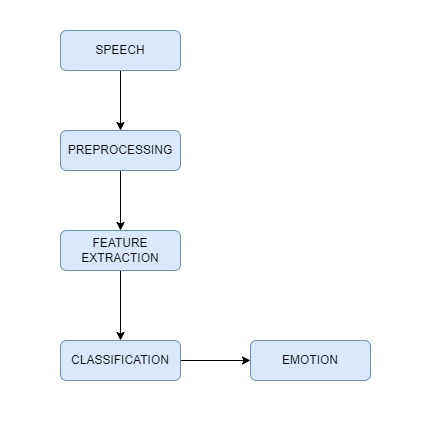 SPEECH
PREPROCESSING
FEATURE
EXTRACTION
CLASSIFICATION
EMOTION